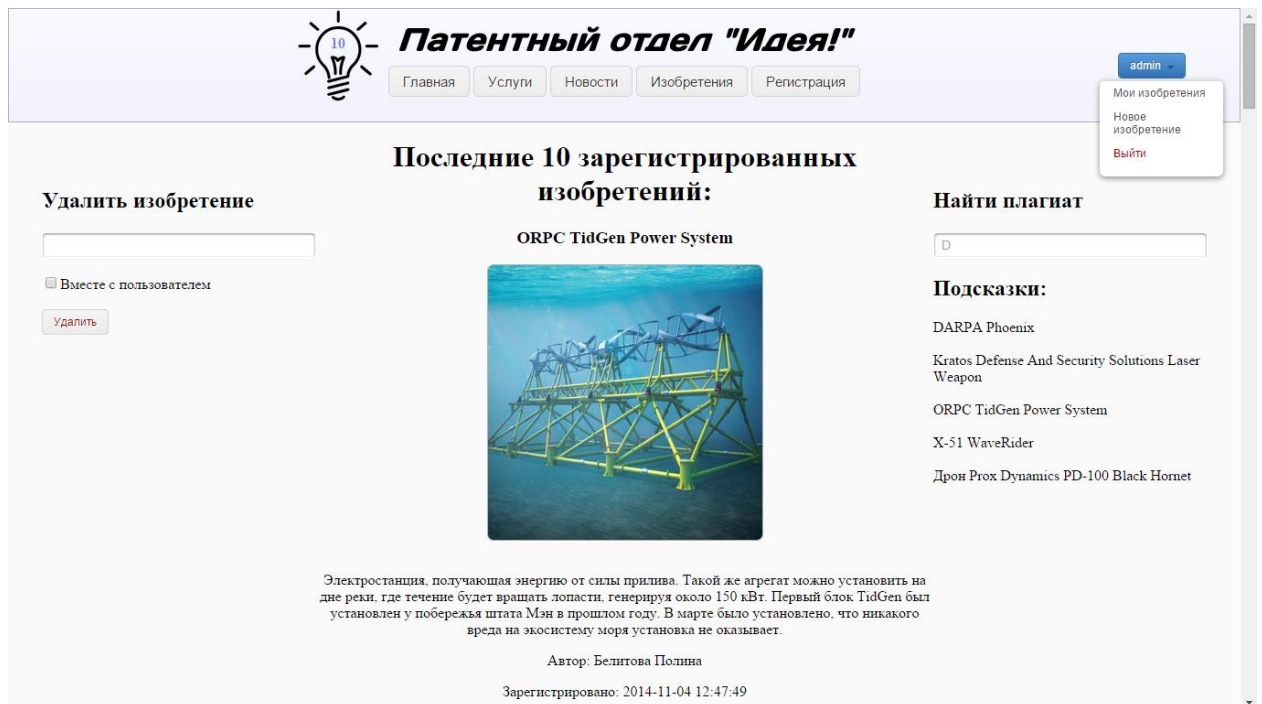 10
Патентный отдел "Идея!"
Главная
Услуги
Новости
Изобретения
Регистрация
admin
Мои изобретения
Новое
изобретение
Выйти
Удалить изобретение
Вместе с пользователем
Удалить
Последние 10 зарегистрированных
изобретений:
ORPC TidGen Power System
Электростанция, получающая энергию от силы прилива. Такой же агрегат можно установить на
дне реки, где течение будет вращать лопасти, генерируя около 150 кВт. Первый блок TidGen был
установлен у побережья штата Мэн в прошлом году. В марте было установлено, что никакого
вреда на экосистему моря установка не оказывает.
Автор: Белитова Полина
Зарегистрировано: 2014-11-04 12:47:49
Найти плагиат
D
Подсказки:
DARPA Phoenix
Kratos Defense And Security Solutions Laser
Weapon
ORPC TidGen Power System
X-51 WaveRider
Дрон Prox Dynamics PD-100 Black Hornet